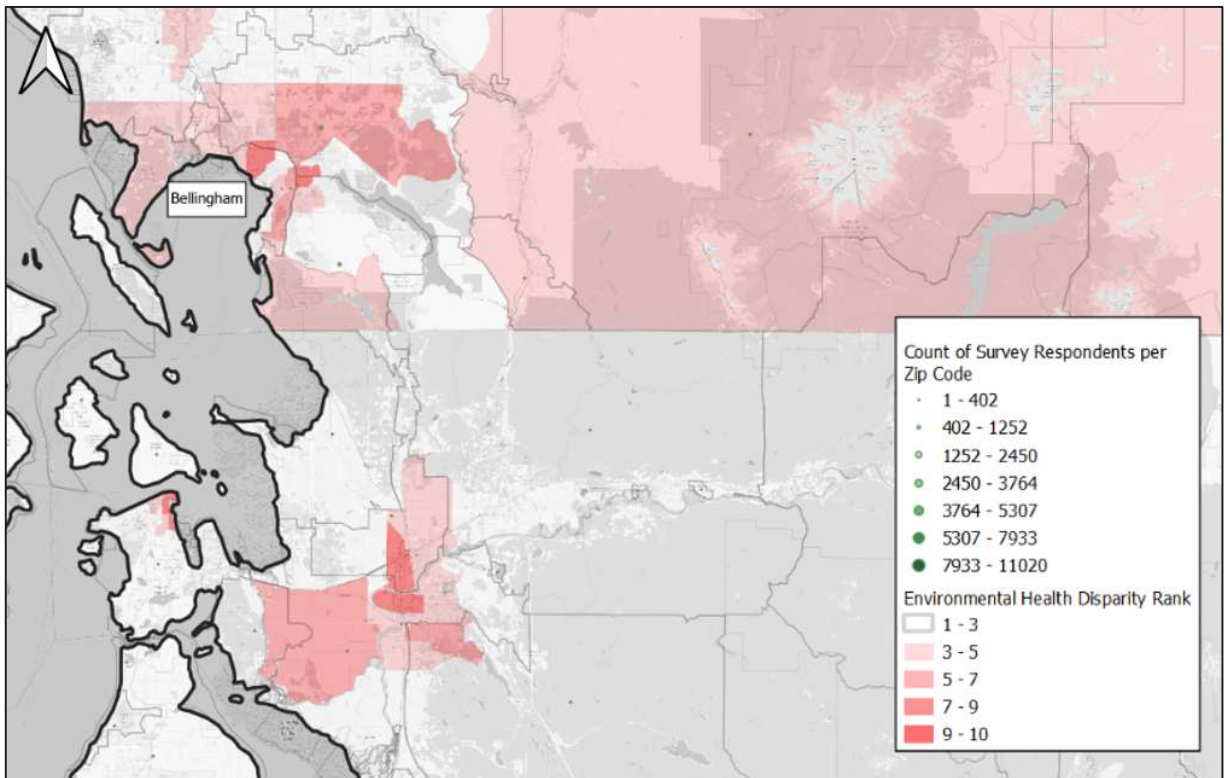 Bellingham
Count of Survey Respondents per
Zip Code
1 - 402
402 - 1252
1252 - 2450
2450 - 3764
3764 - 5307
5307 - 7933
7933 - 11020
Environmental Health Disparity Rank
1 - 3
3 - 5
5 - 7
7 - 9
9 - 10